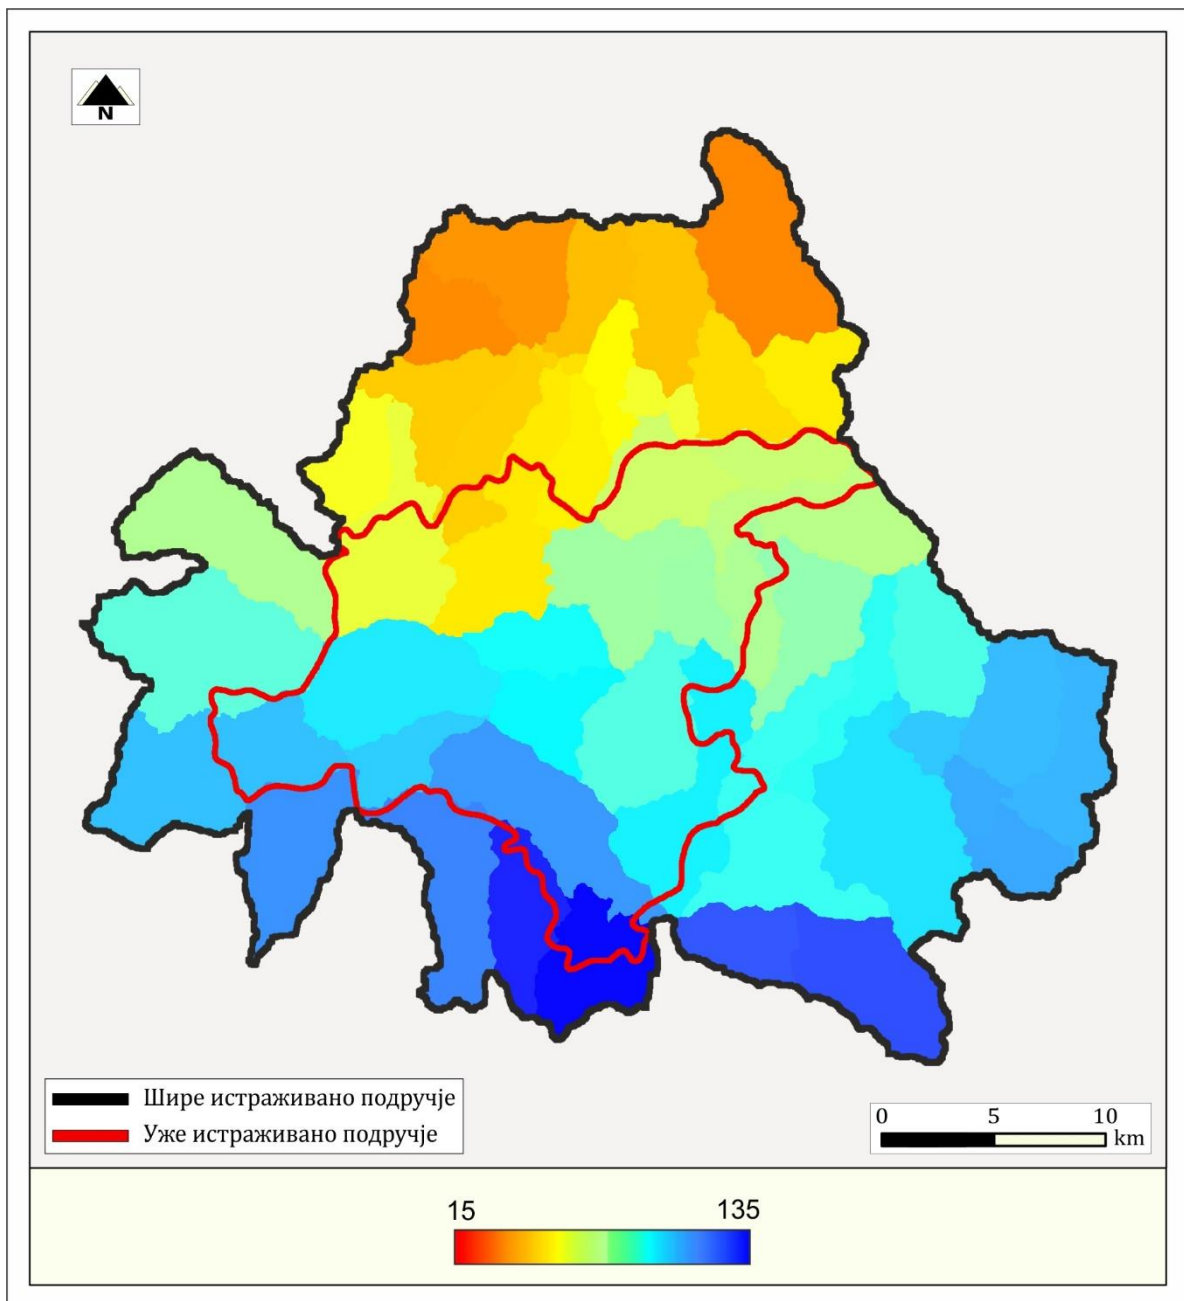 N
Шире истраживано подручје
Уже истраживано подручје
0 5 10
km
15 135